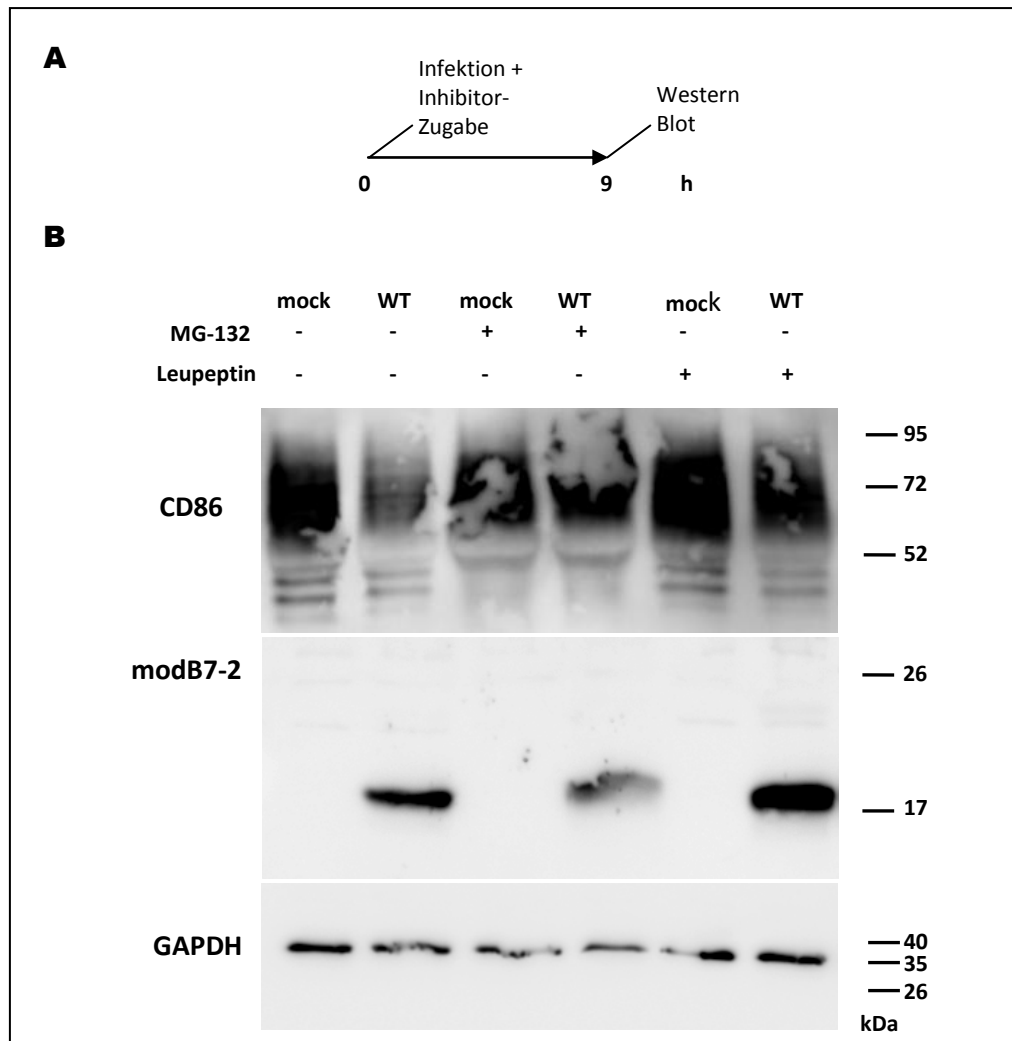 A
Infektion +
Inhibitor-
Zugabe
Western
Blot
0 9 h
B
mock WT mock WT mock WT
MG-132 - - + + - -
Leupeptin - - - - + +
95
72
CD86
52
modB7-2
26
17
GAPDH
40
35
26
kDa